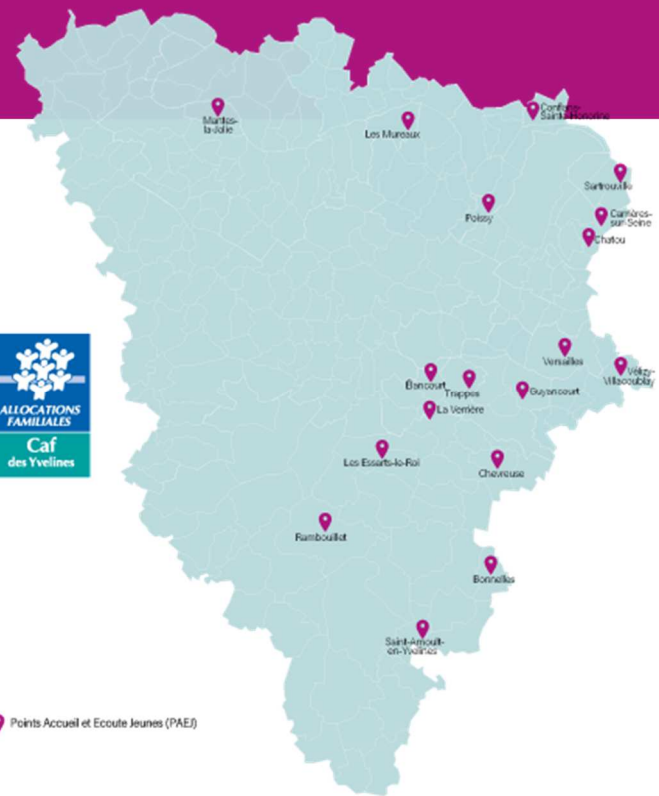 Mantes-
la-Jolie
Les Mureaux
Conflans-
Sainte-Honorine
Sartrouville
Poissy
Carrières-
sur-Seine
Chatou
Versailles
Vélizy-
Villacoublay
Élancourt
Trappes
Guyancourt
La Verrière
ALLOCATIONS
FAMILIALES
Caf
des Yvelines
Les Essarts-le-Roi
Chevreuse
Rambouillet
Bonnelles
Saint-Arnoult-
en-Yvelines
Points Accueil et Ecoute Jeunes (PAEJ)